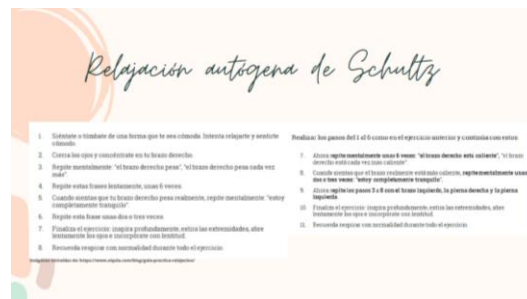 Relajación autógena de Schultz
1. Siéntate o túmbate de una forma que te sea cómoda. Intenta relajarte y sentirte
cómodo.
2. Cierra los ojos y concéntrate en tu brazo derecho.
3. Repite mentalmente: "el brazo derecho pesa", "el brazo derecho pesa cada vez
más".
4. Repite estas frases lentamente, unas 6 veces.
5. Cuando sientas que tu brazo derecho pesa realmente, repite mentalmente: "estoy
completamente tranquilo".
6. Repite esta frase unas dos o tres veces.
7. Finaliza el ejercicio: inspira profundamente, estira las extremidades, abre
lentamente los ojos e incorpórate con lentitud.
8. Recuerda respirar con normalidad durante todo el ejercicio.
Realiza: los pasos del 1 al 6 como en el ejercicio anterior y continúa con estos:
7. Ahora repite mentalmente unas 6 veces: "el brazo derecho está caliente", "el brazo
derecho está cada vez más caliente".
8. Cuando sientas que el brazo realmente está caliente, repite mentalmente unas
dos o tres veces: "estoy completamente tranquilo".
9. Ahora repite los pasos 3 a 8 con el brazo izquierdo, la pierna derecha y la pierna
izquierda.
10. Finaliza el ejercicio: inspira profundamente, estira las extremidades, abre
lentamente los ojos e incorpórate con lentitud.
11. Recuerda respirar con normalidad durante todo el ejercicio.